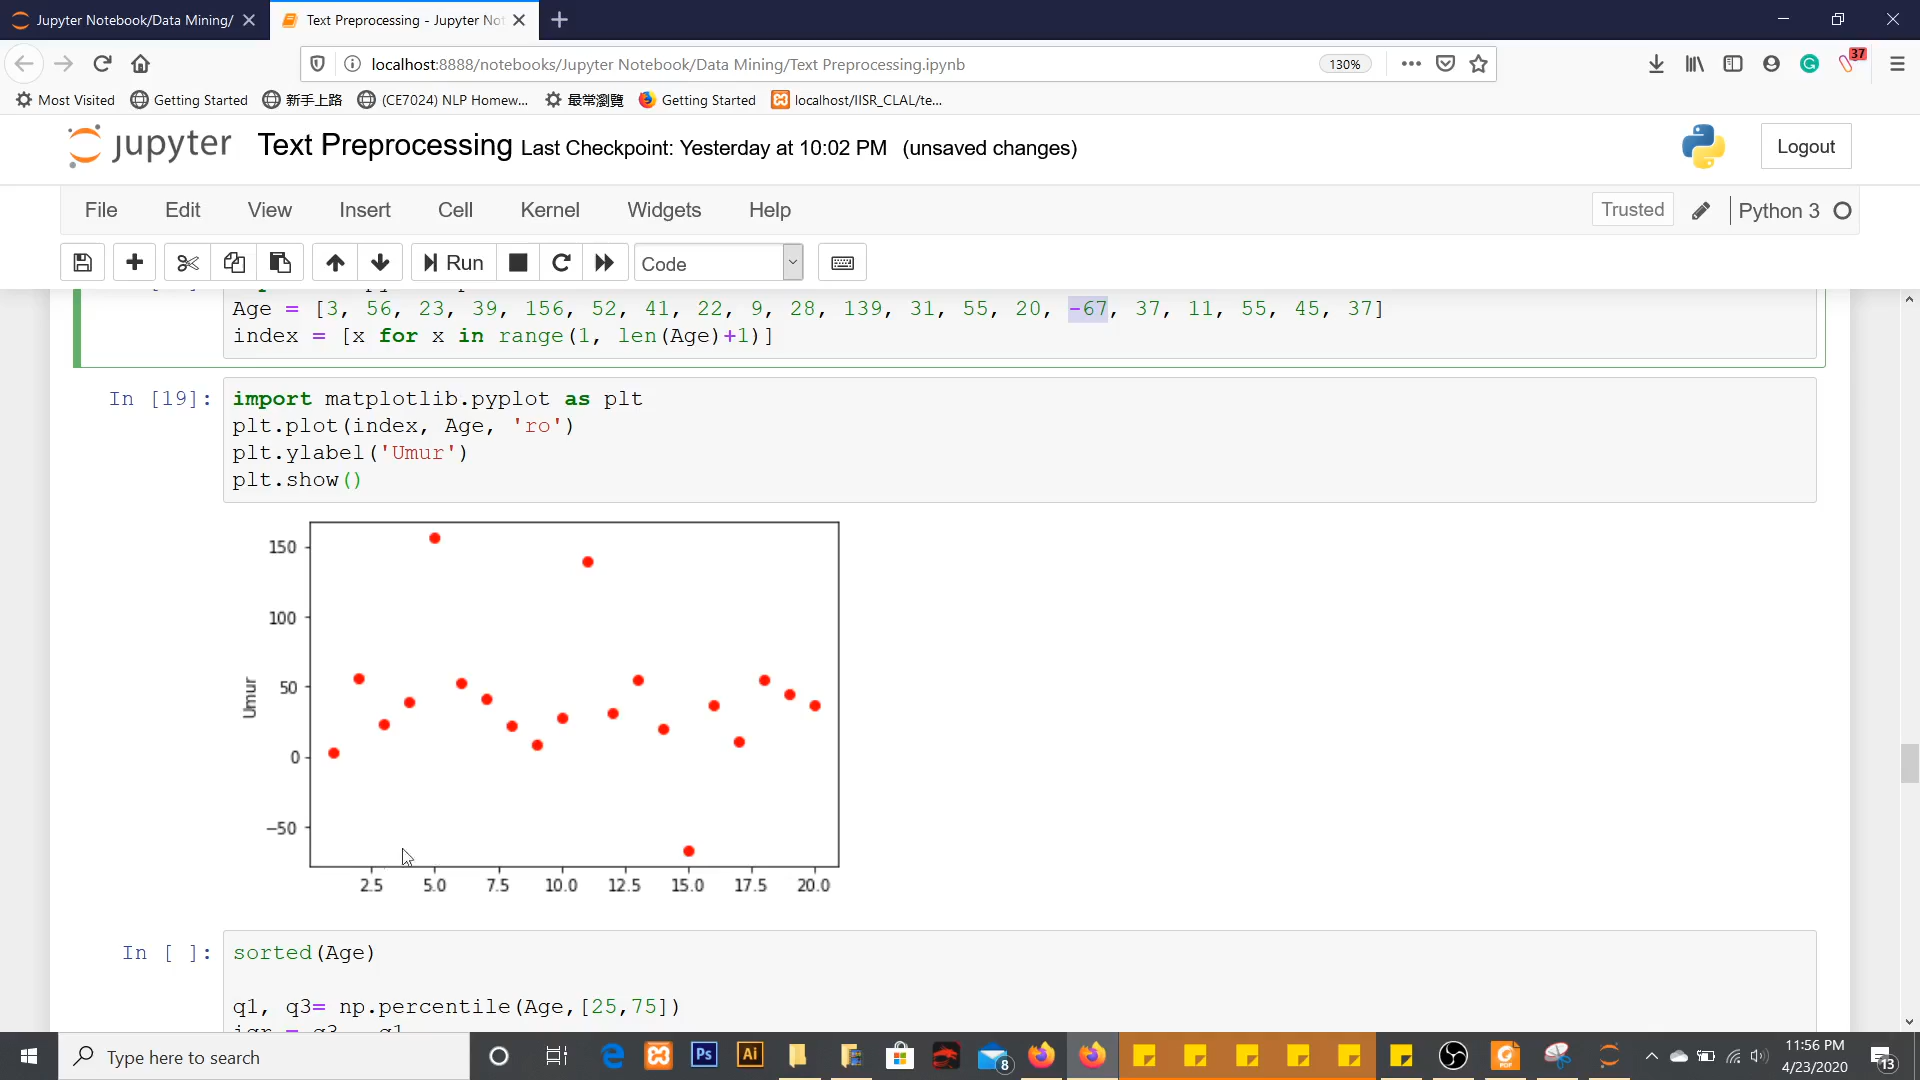 Jupyter Notebook/Data Mining/
Text Preprocessing - Jupyter Not
localhost:8888/notebooks/Jupyter Notebook/Data Mining/Text Preprocessing.ipynb
130%
37
Most Visited
Getting Started
新手上路
(CE7024) NLP Homew...
最常瀏覽
Getting Started
localhost/IISR_CLAL/te...
jupyter
Text Preprocessing Last Checkpoint: Yesterday at 10:02 PM (unsaved changes)
Logout
File Edit View Insert Cell Kernel Widgets Help
Trusted
Python 3
Run
Code
Age = [3, 56, 23, 39, 156, 52, 41, 22, 9, 28, 139, 31, 55, 20, -67, 37, 11, 55, 45, 37]
index = [x for x in range(1, len(Age)+1)]
In [19]: import matplotlib.pyplot as plt
plt.plot(index, Age, 'ro')
plt.ylabel('Umur')
plt.show()
150
100
50
0
−50
Umur
2.5 5.0 7.5 10.0 12.5 15.0 17.5 20.0
In [ ]: sorted(Age)
q1, q3= np.percentile(Age,[25,75])
Type here to search
Ps
Ai
8
11:56 PM
4/23/2020
13